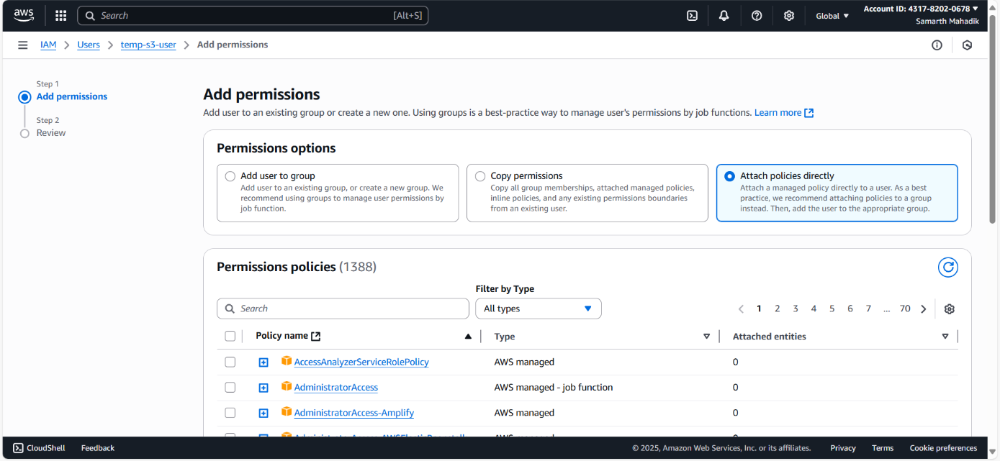 aws
Search [Alt+S]
Global ▼
Account ID: 4317-8202-0678 ▼
Samarth Mahadik
IAM > Users > temp-s3-user > Add permissions
Step 1
Add permissions
Step 2
Review
Add permissions
Add user to an existing group or create a new one. Using groups is a best-practice way to manage user's permissions by job functions. Learn more
Permissions options
Add user to group
Add user to an existing group, or create a new group. We
recommend using groups to manage user permissions by
job function.
Copy permissions
Copy all group memberships, attached managed policies,
inline policies, and any existing permissions boundaries
from an existing user.
Attach policies directly
Attach a managed policy directly to a user. As a best
practice, we recommend attaching policies to a group
instead. Then, add the user to the appropriate group.
Permissions policies (1388)
Filter by Type
Search
All types
1 2 3 4 5 6 7 ... 70
Policy name Type Attached entities
AccessAnalyzerServiceRolePolicy AWS managed 0
AdministratorAccess AWS managed - job function 0
AdministratorAccess-Amplify AWS managed 0
CloudShell Feedback © 2025, Amazon Web Services, Inc. or its affiliates. Privacy Terms Cookie preferences